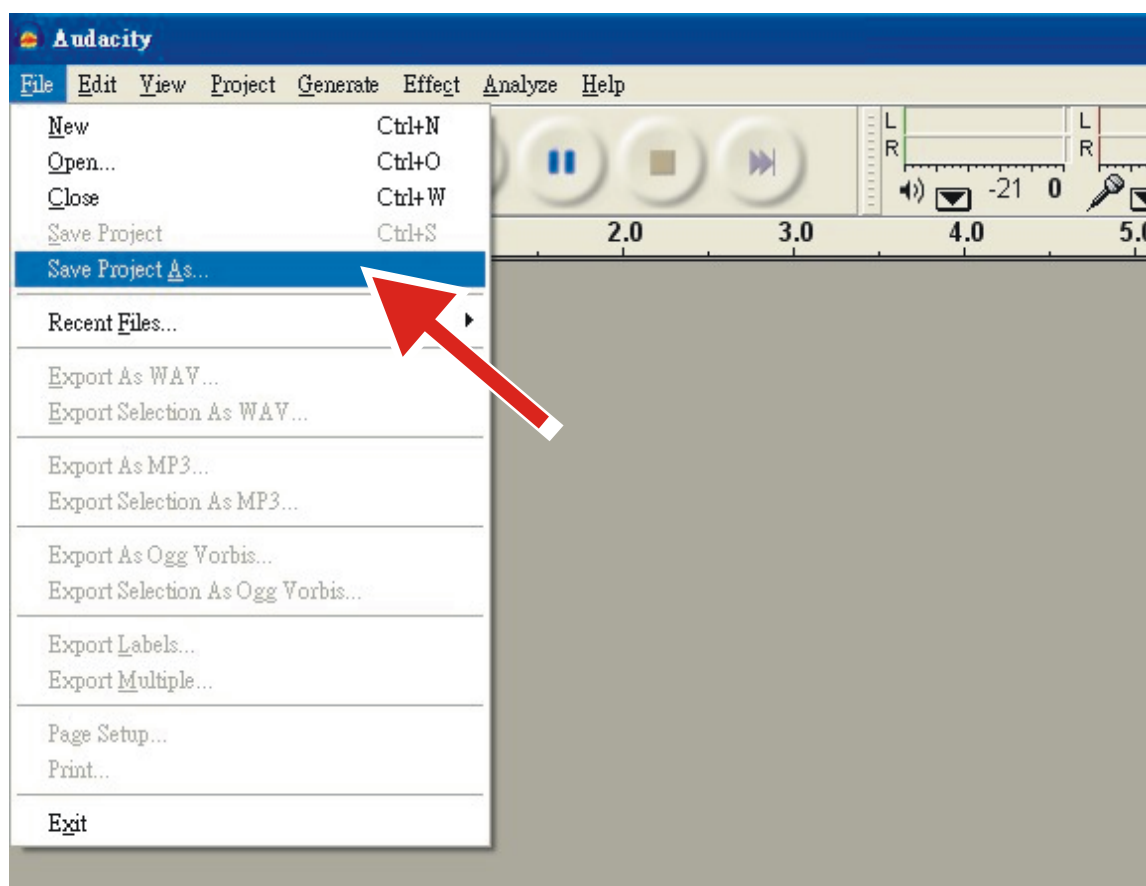 Audacity
File Edit View Project Generate Effect Analyze Help
New Ctrl+N
Open... Ctrl+O
Close Ctrl+W
Save Project Ctrl+S
Save Project As...
Recent Files...
Export As WAV...
Export Selection As WAV...
Export As MP3...
Export Selection As MP3...
Export As Ogg Vorbis...
Export Selection As Ogg Vorbis...
Export Labels...
Export Multiple...
Page Setup...
Print...
Exit
L L
R R
-21 0
2.0 3.0 4.0 5.0